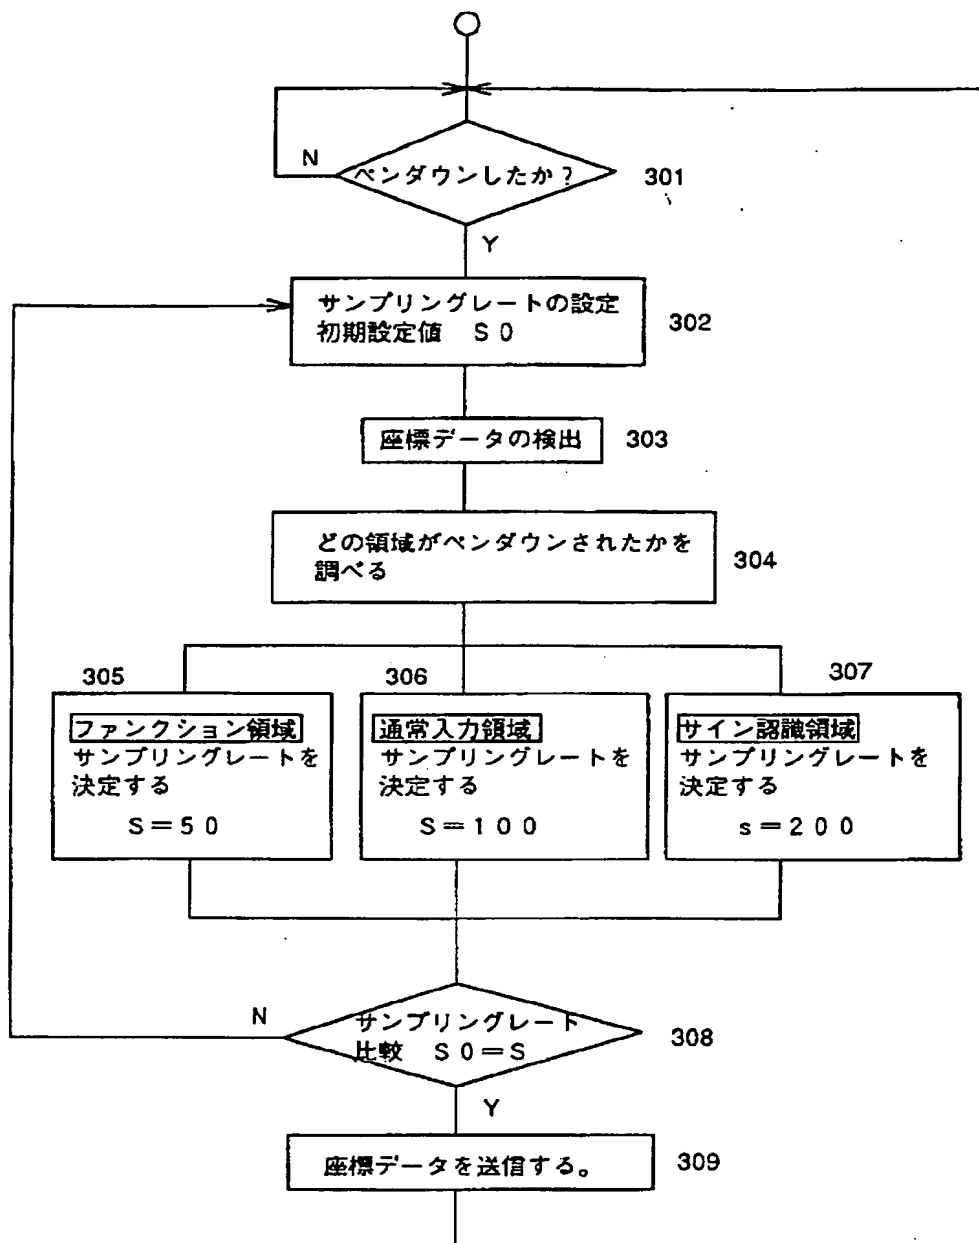 N
ペンダウンしたか？
301
Y
サンプリングレートの設定
初期設定値　S0
302
座標データの検出
303
どの領域がペンダウンされたかを
調べる
304
305
ファンクション領域
サンプリングレートを
決定する
S＝50
306
通常入力領域
サンプリングレートを
決定する
S＝100
307
サイン認識領域
サンプリングレートを
決定する
s＝200
N
サンプリングレート
比較　S0＝S
308
Y
座標データを送信する。
309